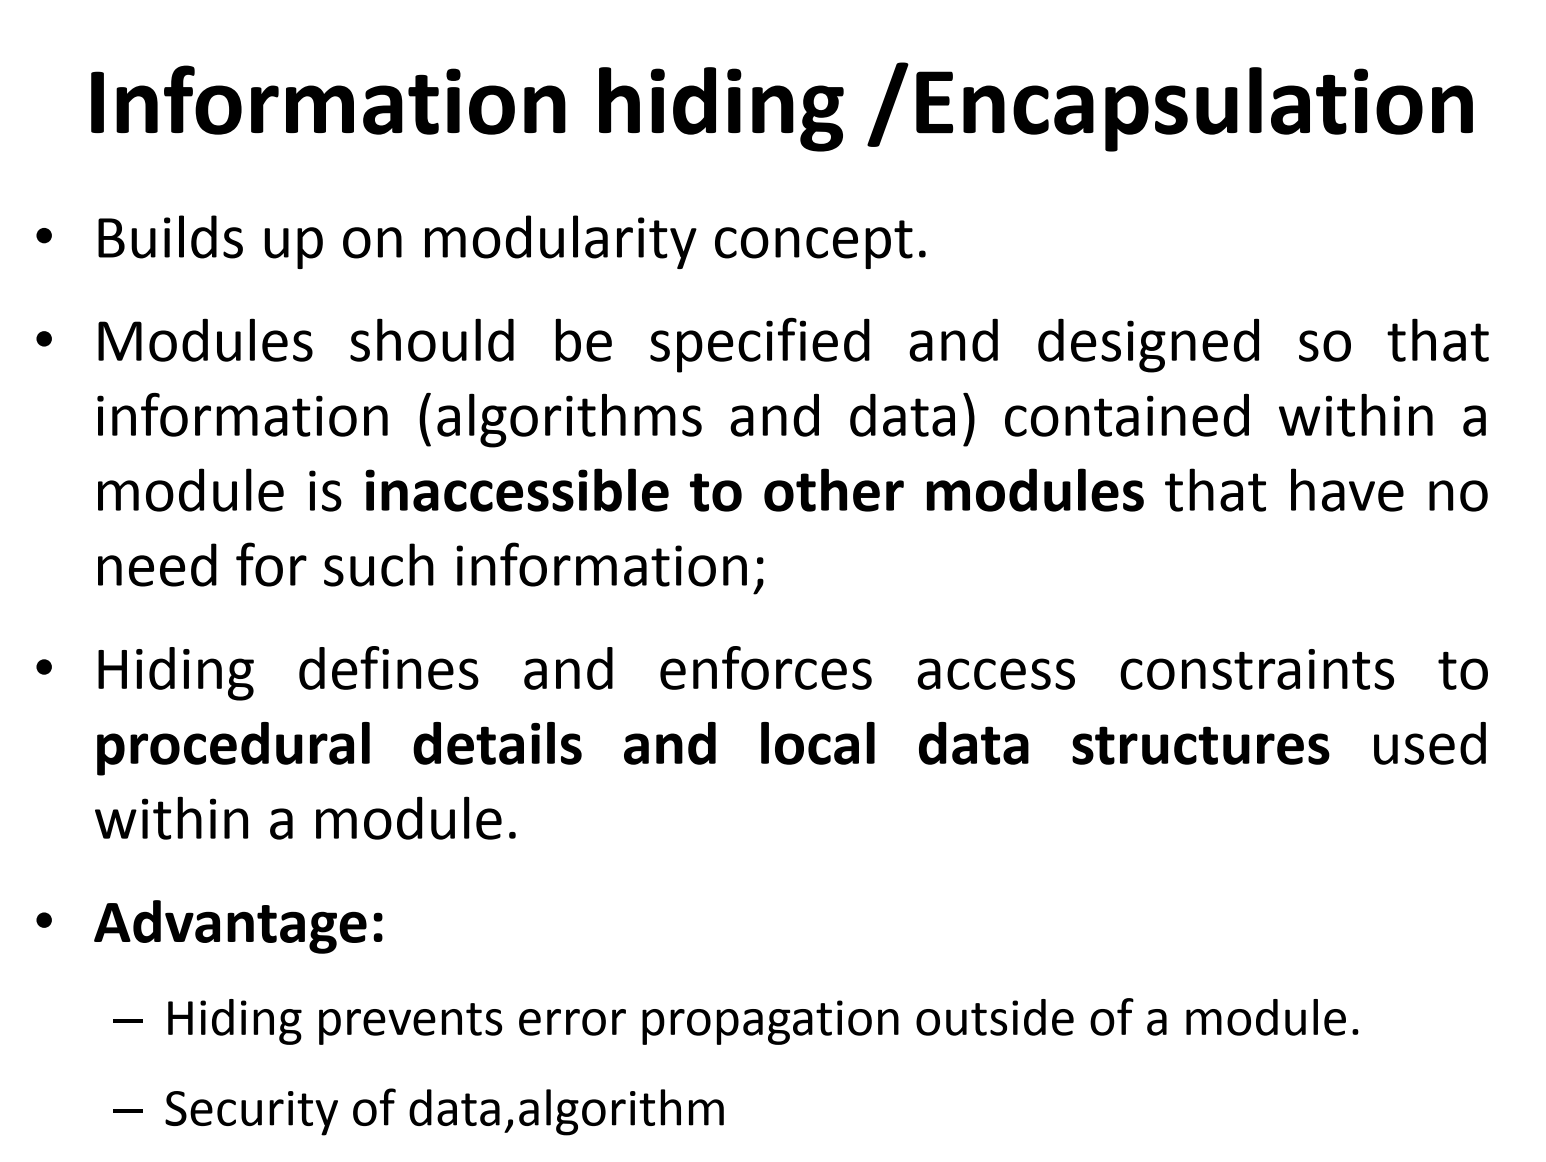 Information hiding /Encapsulation
• Builds up on modularity concept.
• Modules should be specified and designed so that
information (algorithms and data) contained within a
module is inaccessible to other modules that have no
need for such information;
• Hiding defines and enforces access constraints to
procedural details and local data structures used
within a module.
• Advantage:
– Hiding prevents error propagation outside of a module.
– Security of data,algorithm